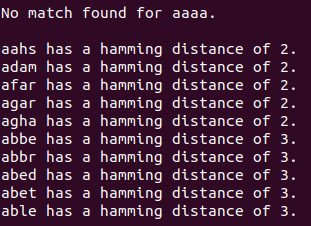 No match found for aaaa.
aahs has a hamming distance of 2.
adam has a hamming distance of 2.
afar has a hamming distance of 2.
agar has a hamming distance of 2.
agha has a hamming distance of 2.
abbe has a hamming distance of 3.
abbr has a hamming distance of 3.
abed has a hamming distance of 3.
abet has a hamming distance of 3.
able has a hamming distance of 3.